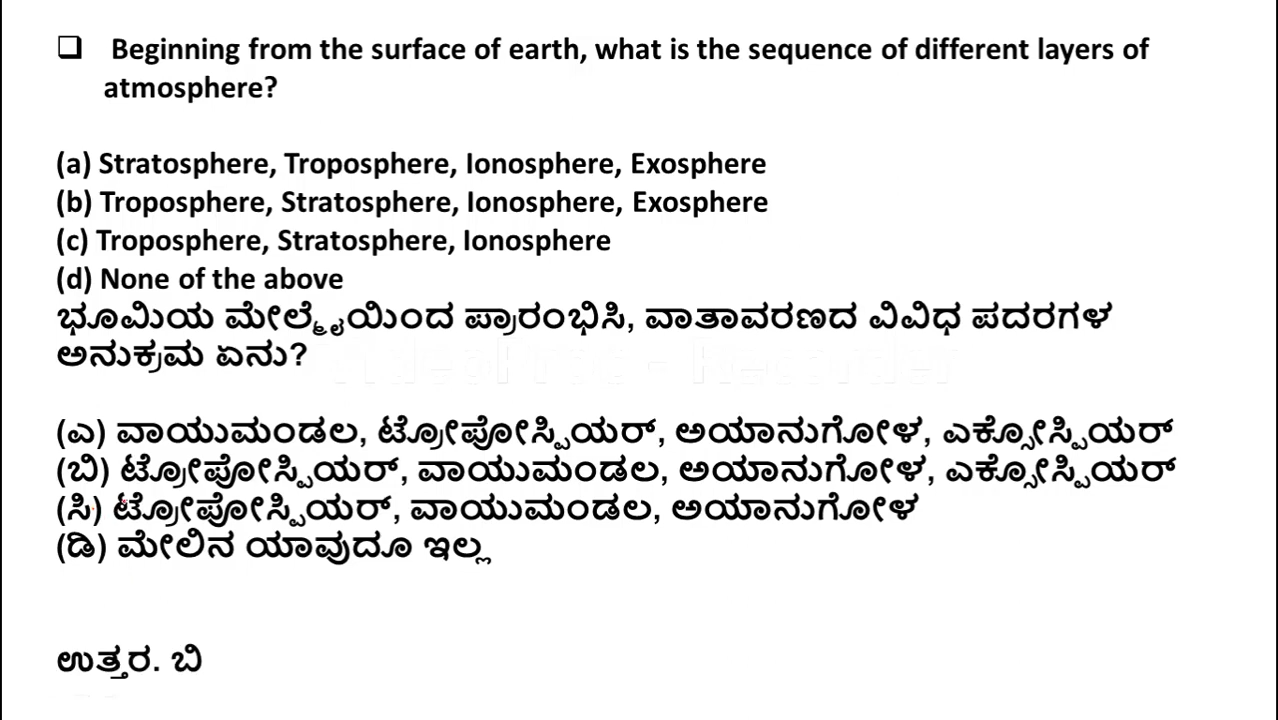 ❑ Beginning from the surface of earth, what is the sequence of different layers of
atmosphere?
(a) Stratosphere, Troposphere, Ionosphere, Exosphere
(b) Troposphere, Stratosphere, Ionosphere, Exosphere
(c) Troposphere, Stratosphere, Ionosphere
(d) None of the above
ಭೂಮಿಯ ಮೇಲ್ಮೈಯಿಂದ ಪ್ರಾರಂಭಿಸಿ, ವಾತಾವರಣದ ವಿವಿಧ ಪದರಗಳ
ಅನುಕ್ರಮ ಏನು?
(ಎ) ವಾಯುಮಂಡಲ, ಟ್ರೋಪೋಸ್ಪಿಯರ್, ಅಯಾನುಗೋಳ, ಎಕ್ಸೋಸ್ಪಿಯರ್
(ಬಿ) ಟ್ರೋಪೋಸ್ಪಿಯರ್, ವಾಯುಮಂಡಲ, ಅಯಾನುಗೋಳ, ಎಕ್ಸೋಸ್ಪಿಯರ್
(ಸಿ) ಟ್ರೋಪೋಸ್ಪಿಯರ್, ವಾಯುಮಂಡಲ, ಅಯಾನುಗೋಳ
(ಡಿ) ಮೇಲಿನ ಯಾವುದೂ ಇಲ್ಲ
ಉತ್ತರ. ಬಿ